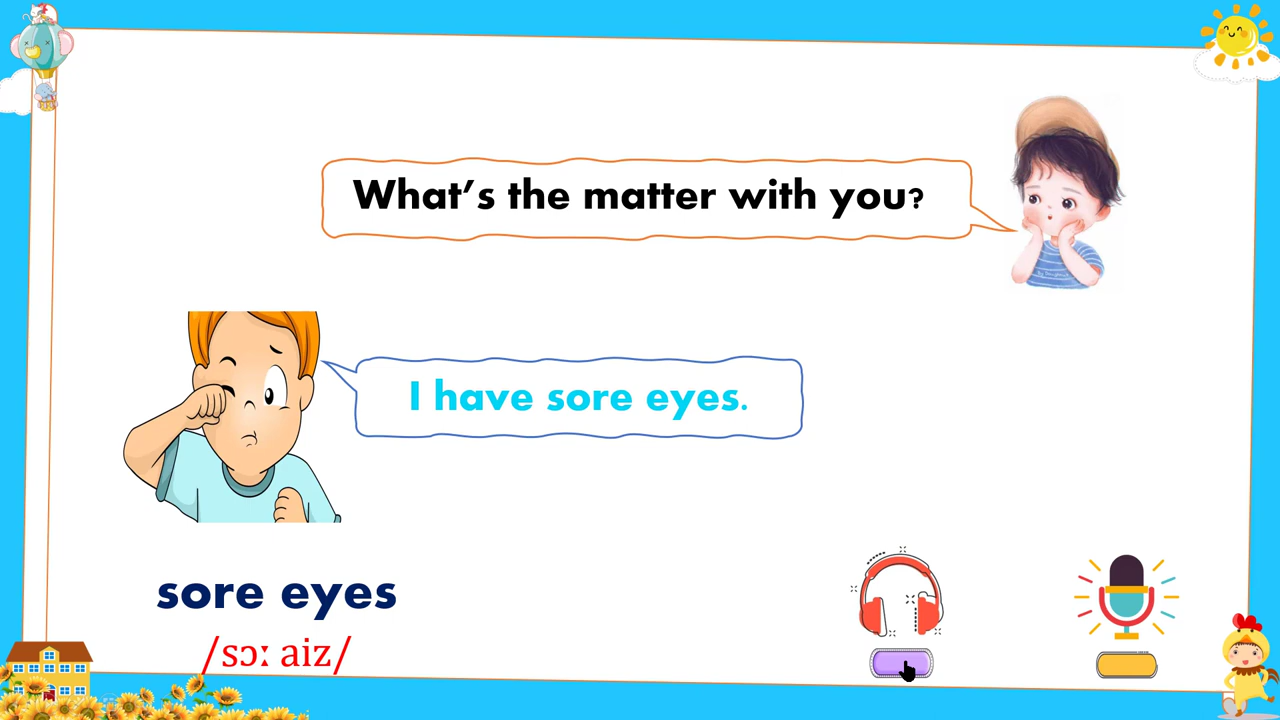 What's the matter with you?
I have sore eyes.
sore eyes
/sɔː aiz/